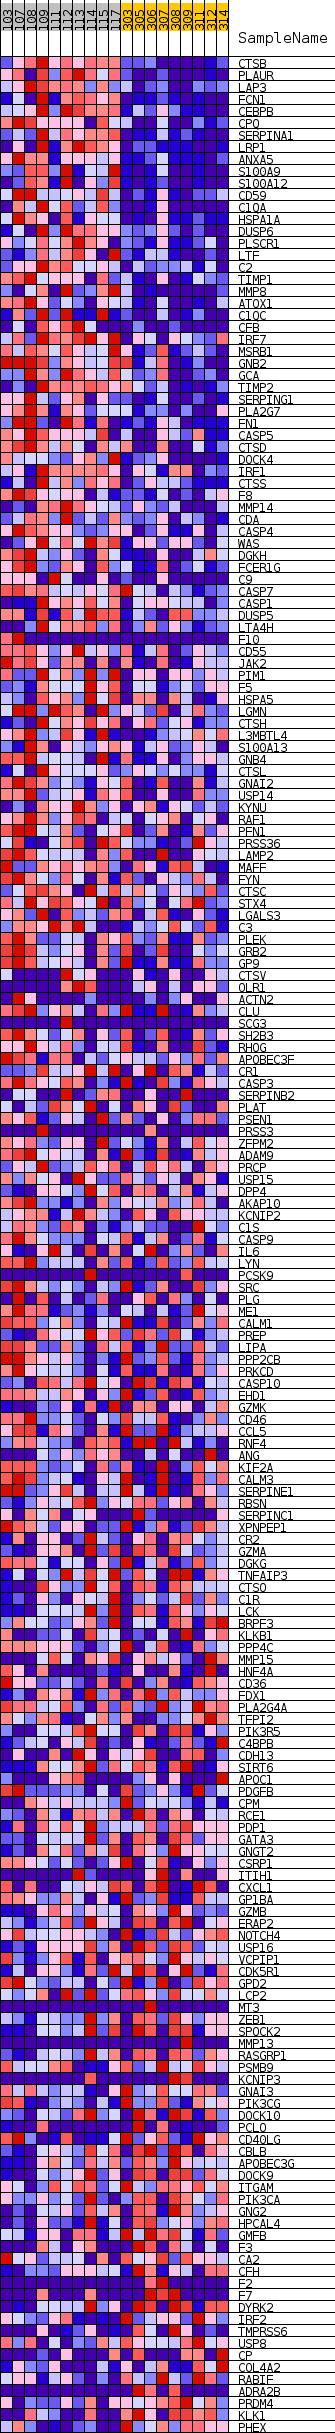 103 107 108 109 111 112 113 114 115 117 303 305 306 307 308 309 311 312 314
SampleName
CTSB
PLAUR
LAP3
FCN1
CEBPB
CPQ
SERPINA1
LRP1
ANXA5
S100A9
S100A12
CD59
C1QA
HSPA1A
DUSP6
PLSCR1
LTF
C2
TIMP1
MMP8
ATOX1
C1QC
CFB
IRF7
MSRB1
GNB2
GCA
TIMP2
SERPING1
PLA2G7
FN1
CASP5
CTSD
DOCK4
IRF1
CTSS
F8
MMP14
CDA
CASP4
WAS
DGKH
FCER1G
C9
CASP7
CASP1
DUSP5
LTA4H
F10
CD55
JAK2
PIM1
F5
HSPA5
LGMN
CTSH
L3MBTL4
S100A13
GNB4
CTSL
GNAI2
USP14
KYNU
RAF1
PFN1
PRSS36
LAMP2
MAFF
FYN
CTSC
STX4
LGALS3
C3
PLEK
GRB2
GP9
CTSV
OLR1
ACTN2
CLU
SCG3
SH2B3
RHOG
APOBEC3F
CR1
CASP3
SERPINB2
PLAT
PSEN1
PRSS3
ZFPM2
ADAM9
PRCP
USP15
DPP4
AKAP10
KCNIP2
C1S
CASP9
IL6
LYN
PCSK9
SRC
PLG
ME1
CALM1
PREP
LIPA
PPP2CB
PRKCD
CASP10
EHD1
GZMK
CD46
CCL5
RNF4
ANG
KIF2A
CALM3
SERPINE1
RBSN
SERPINC1
XPNPEP1
CR2
GZMA
DGKG
TNFAIP3
CTSO
C1R
LCK
BRPF3
KLKB1
PPP4C
MMP15
HNF4A
CD36
FDX1
PLA2G4A
TFPI2
PIK3R5
C4BPB
CDH13
SIRT6
APOC1
PDGFB
CPM
RCE1
PDP1
GATA3
GNGT2
CSRP1
ITIH1
CXCL1
GP1BA
GZMB
ERAP2
NOTCH4
USP16
VCPIP1
CDK5R1
GPD2
LCP2
MT3
ZEB1
SPOCK2
MMP13
RASGRP1
PSMB9
KCNIP3
GNAI3
PIK3CG
DOCK10
PCLO
CD40LG
CBLB
APOBEC3G
DOCK9
ITGAM
PIK3CA
GNG2
HPCAL4
GMFB
F3
CA2
CFH
F2
F7
DYRK2
IRF2
TMPRSS6
USP8
CP
COL4A2
RABIF
ADRA2B
PRDM4
KLK1
PHEX